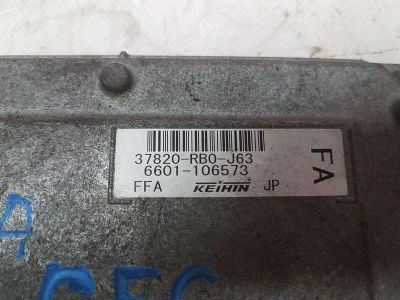 37820-RB0-J63
6601-106573
FFA KEIHIN JP
FA